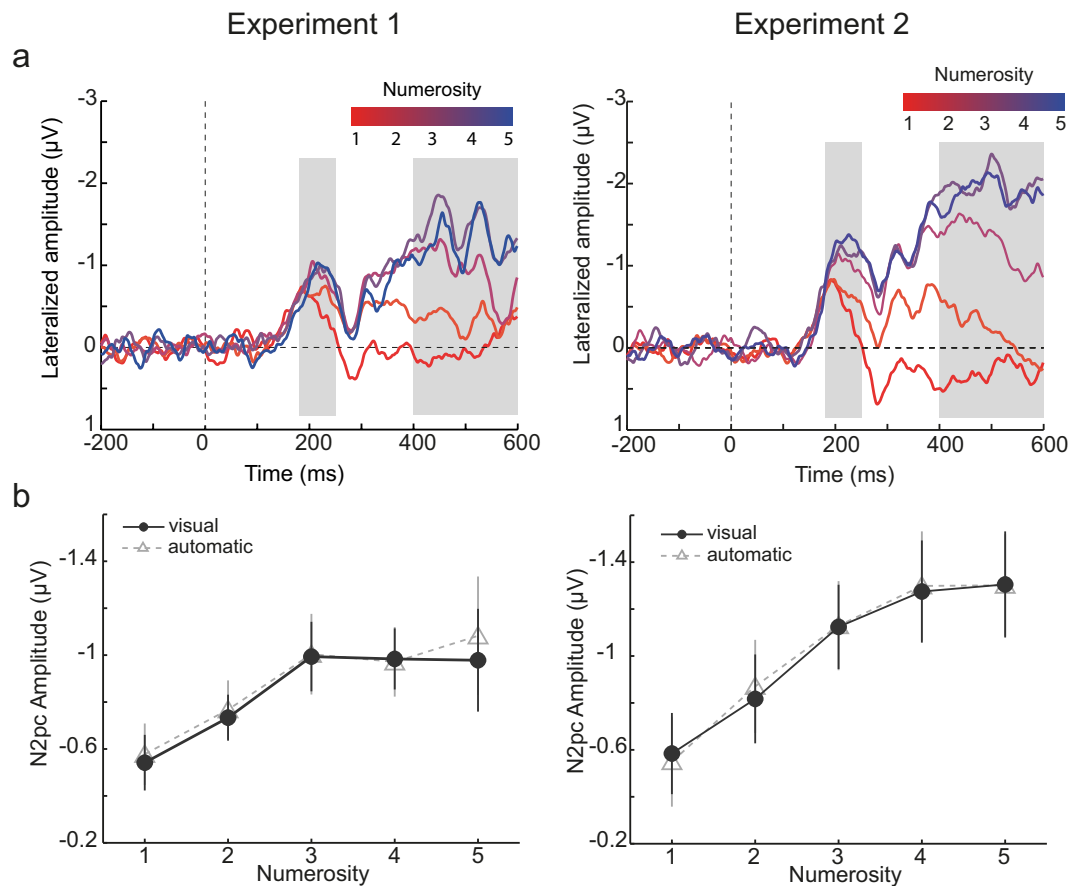 Experiment 1
Experiment 2
a
Numerosity
1 2 3 4 5
Lateralized amplitude (µV)
-3
-2
-1
0
1
-200 0 200 400 600
Time (ms)
Numerosity
1 2 3 4 5
Lateralized amplitude (µV)
-3
-2
-1
0
1
-200 0 200 400 600
Time (ms)
b
visual
automatic
N2pc Amplitude (µV)
-1.4
-1
-0.6
-0.2
1 2 3 4 5
Numerosity
visual
automatic
N2pc Amplitude (µV)
-1.4
-1
-0.6
-0.2
1 2 3 4 5
Numerosity